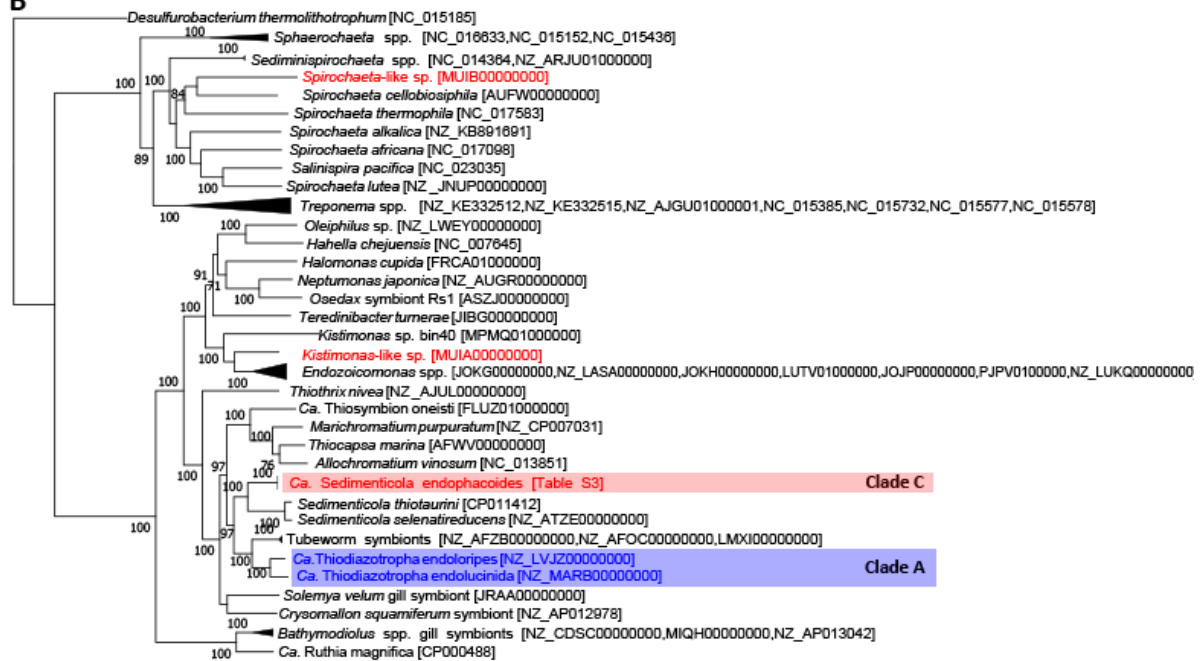 B
Desulfurobacterium thermolithotrophum [NC_015185]
100
Sphaerochaeta spp. [NC_016633,NC_015152,NC_015436]
100
Sediminispirochaeta spp. [NC_014364,NZ_ARJU01000000]
Spirochaeta-like sp. [MUIB00000000]
100 100
84
Spirochaeta cellobiosiphila [AUFW00000000]
Spirochaeta thermophila [NC_017583]
Spirochaeta alkalica [NZ_KB891691]
Spirochaeta africana [NC_017098]
89
100
Salinispira pacifica [NC_023035]
100
Spirochaeta lutea [NZ_JNUP00000000]
Treponema spp. [NZ_KE332512,NZ_KE332515,NZ_AJGU01000001,NC_015385,NC_015732,NC_015577,NC_015578]
100
100
Oleiphilus sp. [NZ_LWEY00000000]
Hahella chejuensis [NC_007645]
Halomonas cupida [FRCA01000000]
91
71
Neptumonas japonica [NZ_AUGR00000000]
100
Osedax symbiont Rs1 [ASZJ00000000]
100
Teredinibacter turnerae [JIBG00000000]
Kistimonas sp. bin40 [MPMQ01000000]
100
Kistimonas-like sp. [MUIA00000000]
Endozoicomonas spp. [JOKG00000000,NZ_LASA00000000,JOKH00000000,LUTV01000000,JOJP00000000,PJPV0100000,NZ_LUKQ00000000]
100
100
Thiothrix nivea [NZ_AJUL00000000]
100
Ca. Thiosymbion oneisti [FLUZ01000000]
Marichromatium purpuratum [NZ_CP007031]
100
Thiocapsa marina [AFWV00000000]
76
Allochromatium vinosum [NC_013851]
100
97
100
100
Ca. Sedimenticola endophacoides [Table S3] Clade C
Sedimenticola thiotaurini [CP011412]
100
Sedimenticola selenatireducens [NZ_ATZE00000000]
100
97
Tubeworm symbionts [NZ_AFZB00000000,NZ_AFOC00000000,LMXI00000000]
100
100
Ca.Thiodiazotropha endoloripes [NZ_LVJZ00000000]
100
Ca. Thiodiazotropha endolucinida [NZ_MARB00000000]
Clade A
Solemya velum gill symbiont [JRAA00000000]
Crysomallon squamiferum symbiont [NZ_AP012978]
100
Bathymodiolus spp. gill symbionts [NZ_CDSC00000000,MIQH00000000,NZ_AP013042]
100
Ca. Ruthia magnifica [CP000488]